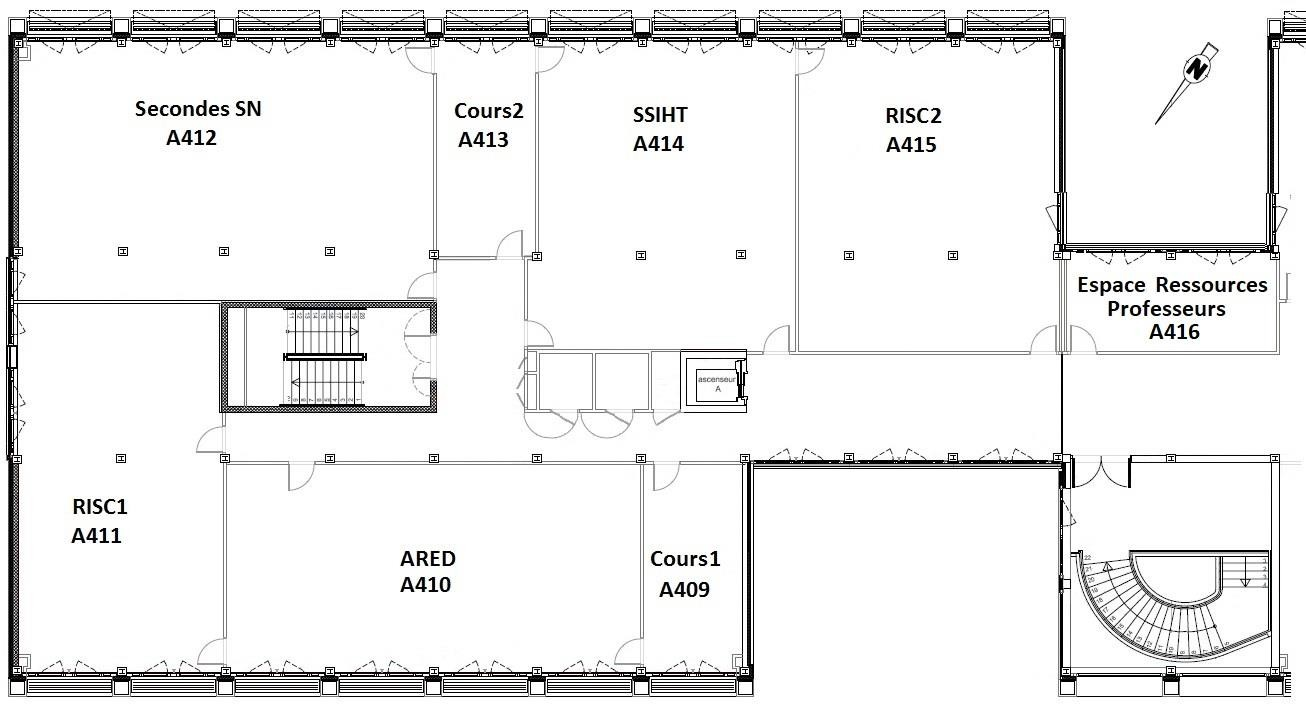 Secondes SN
A412
Cours2
A413
SSIHT
A414
RISC2
A415
N
Espace Ressources
Professeurs
A416
ascenseur
A
RISC1
A411
ARED
A410
Cours1
A409